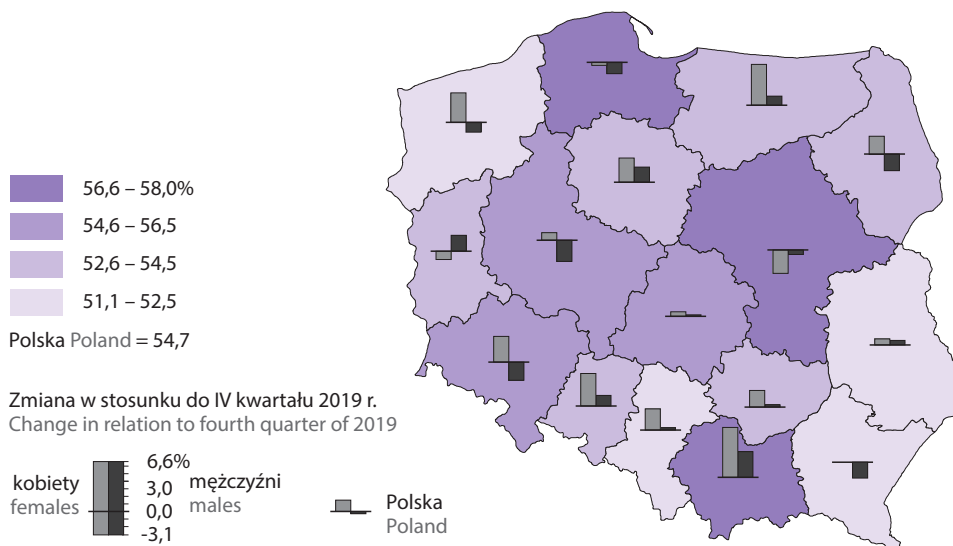 56,6 – 58,0%
54,6 – 56,5
52,6 – 54,5
51,1 – 52,5
Polska Poland = 54,7
Zmiana w stosunku do IV kwartału 2019 r.
Change in relation to fourth quarter of 2019
kobiety
females
6,6%
3,0
0,0
-3,1
mężczyźni
males
Polska
Poland